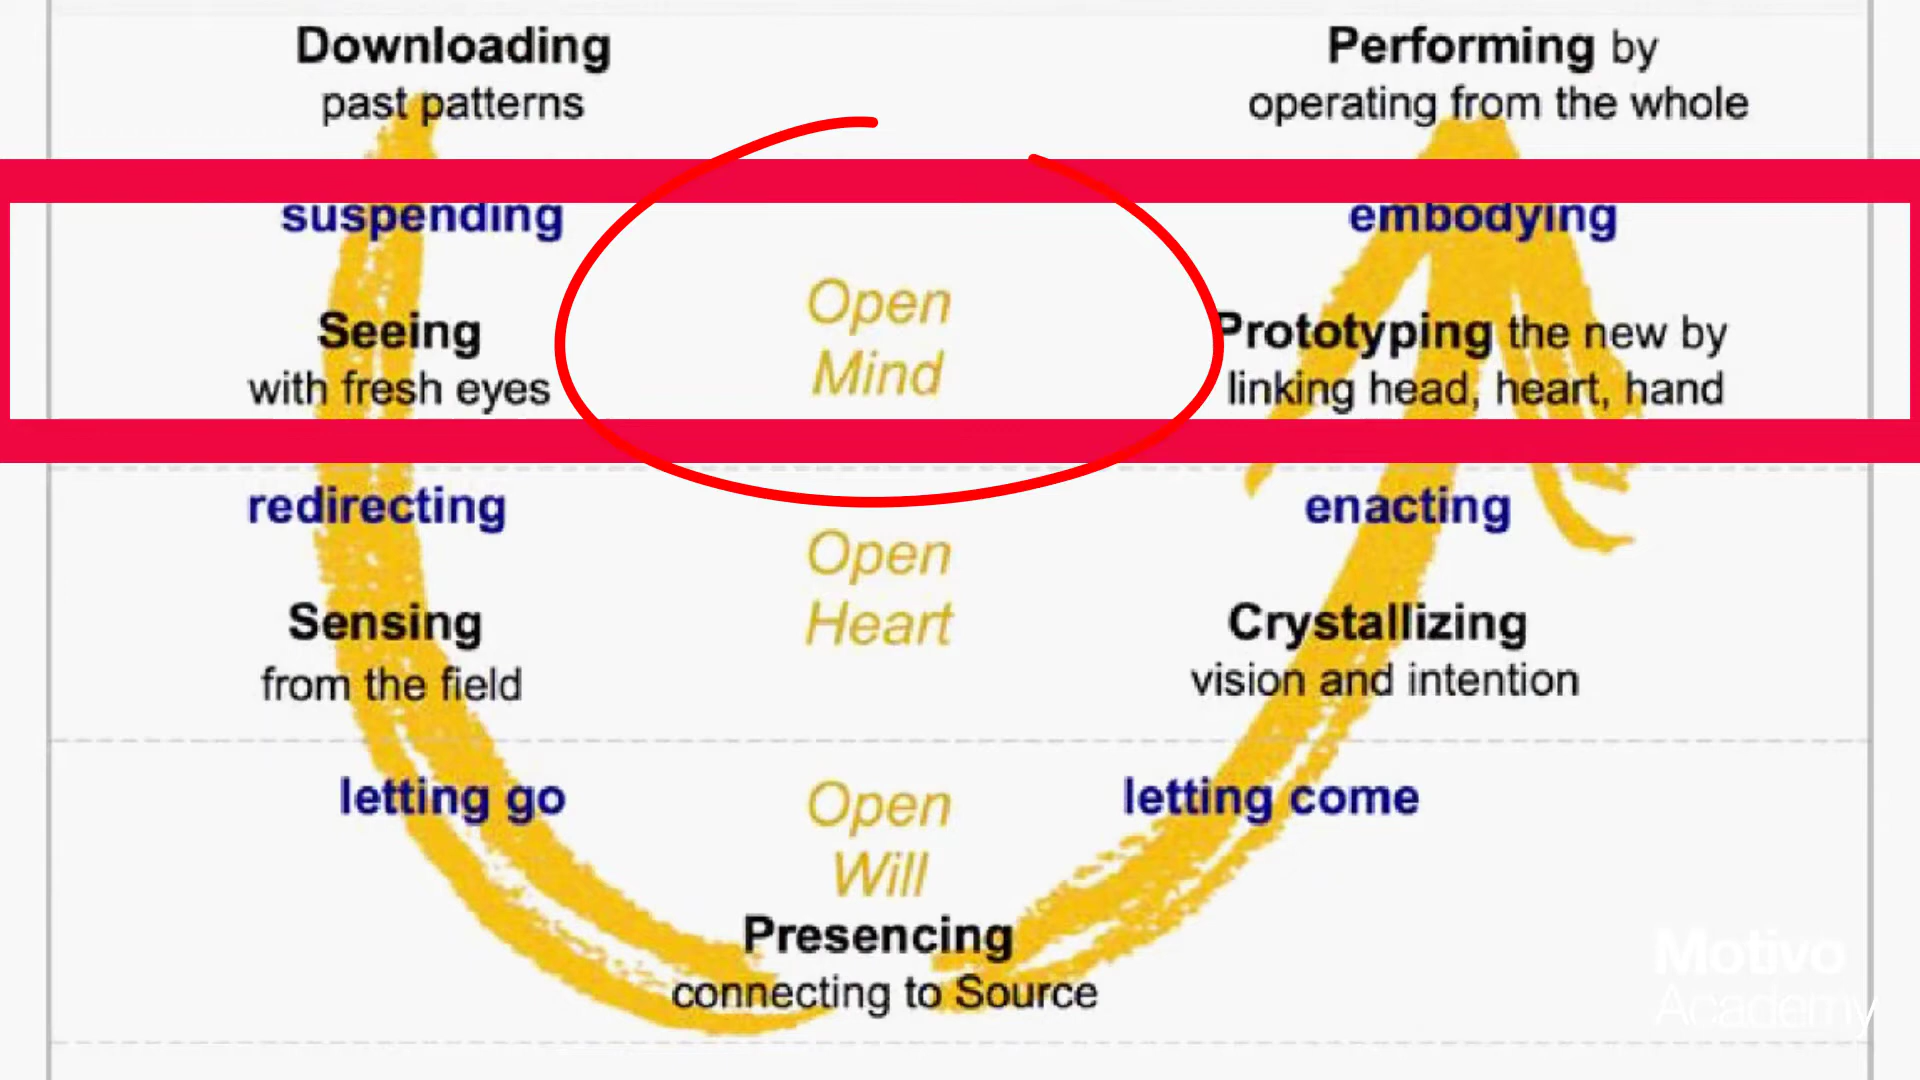 Downloading
past patterns
Performing by
operating from the whole
suspending
embodying
Open
Mind
Seeing
with fresh eyes
Prototyping the new by
linking head, heart, hand
redirecting
enacting
Open
Heart
Sensing
from the field
Crystallizing
vision and intention
letting go
letting come
Open
Will
Presencing
connecting to Source
Motivo
Academy